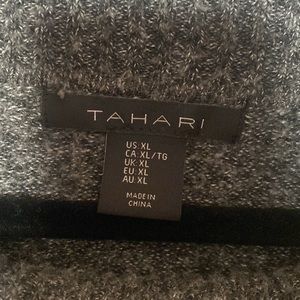 TAHARI
US: XL
CA: XL/TG
UK: XL
EU: XL
AU: XL
MADE IN
CHINA